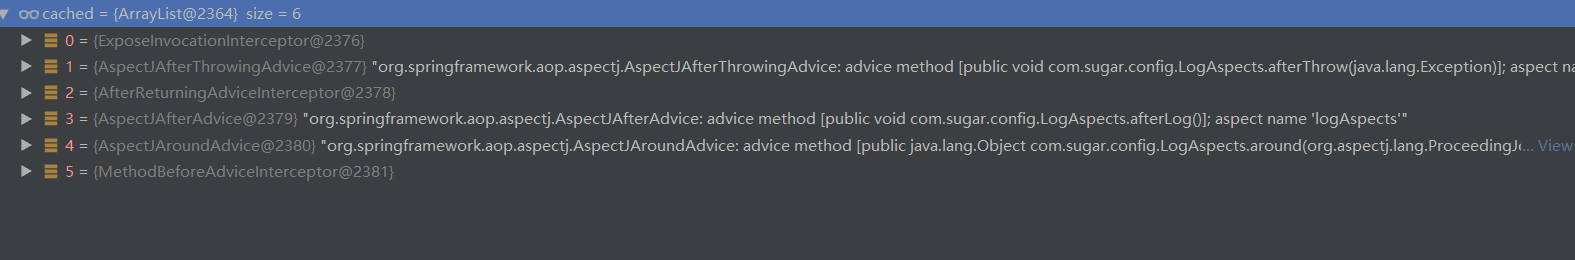 cached = {ArrayList@2364} size = 6
0 = {ExposeInvocationInterceptor@2376}
1 = {AspectJAfterThrowingAdvice@2377} "org.springframework.aop.aspectj.AspectJAfterThrowingAdvice: advice method [public void com.sugar.config.LogAspects.afterThrow(java.lang.Exception)]; aspect na
2 = {AfterReturningAdviceInterceptor@2378}
3 = {AspectJAfterAdvice@2379} "org.springframework.aop.aspectj.AspectJAfterAdvice: advice method [public void com.sugar.config.LogAspects.afterLog()]; aspect name 'logAspects'"
4 = {AspectJAroundAdvice@2380} "org.springframework.aop.aspectj.AspectJAroundAdvice: advice method [public java.lang.Object com.sugar.config.LogAspects.around(org.aspectj.lang.ProceedingJo... View
5 = {MethodBeforeAdviceInterceptor@2381}